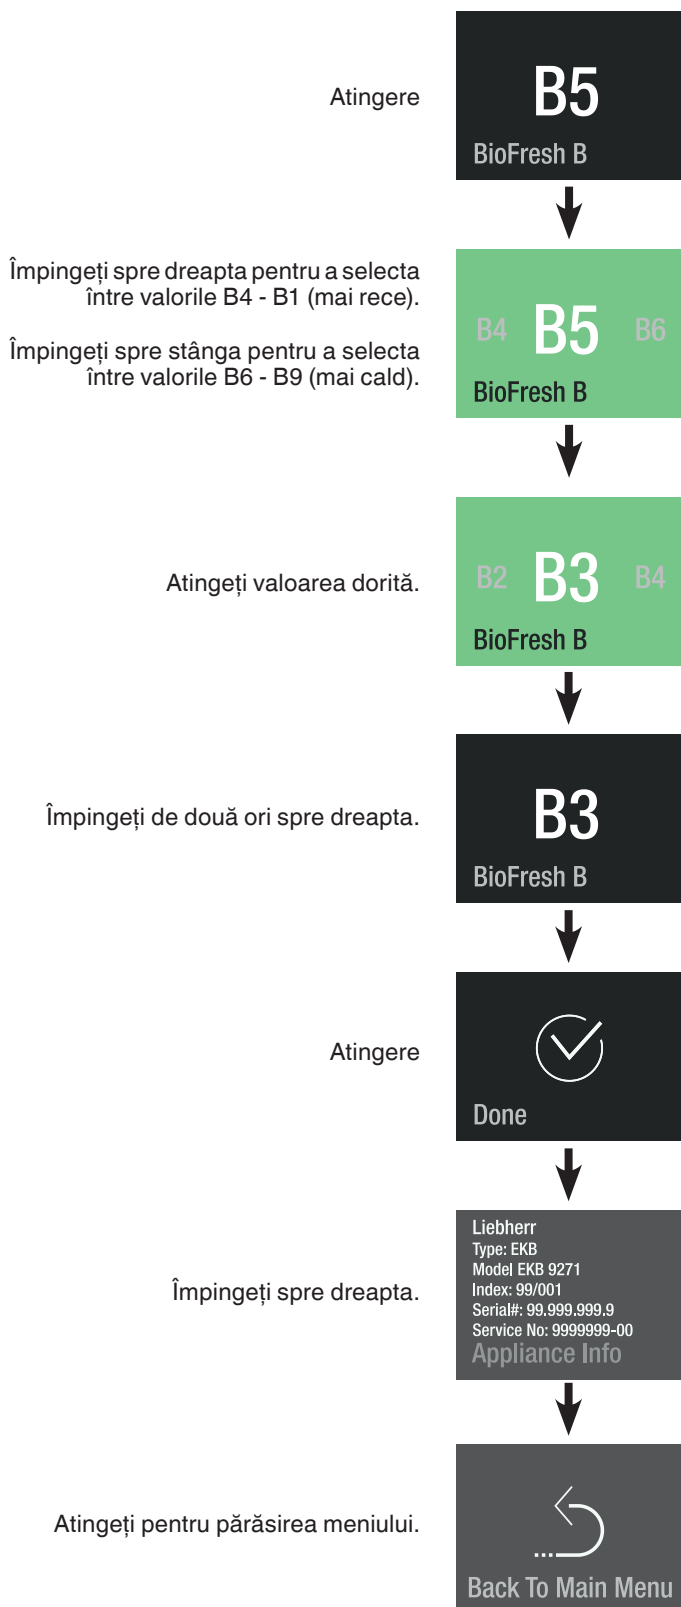 Atingere
B5
BioFresh B
Împingeți spre dreapta pentru a selecta
între valorile B4 - B1 (mai rece).
Împingeți spre stânga pentru a selecta
între valorile B6 - B9 (mai cald).
B4 B5 B6
BioFresh B
Atingeți valoarea dorită.
B2 B3 B4
BioFresh B
Împingeți de două ori spre dreapta.
B3
BioFresh B
Atingere
Done
Împingeți spre dreapta.
Liebherr
Type: EKB
Model EKB 9271
Index: 99/001
Serial#: 99.999.999.9
Service No: 9999999-00
Appliance Info
Atingeți pentru părăsirea meniului.
Back To Main Menu